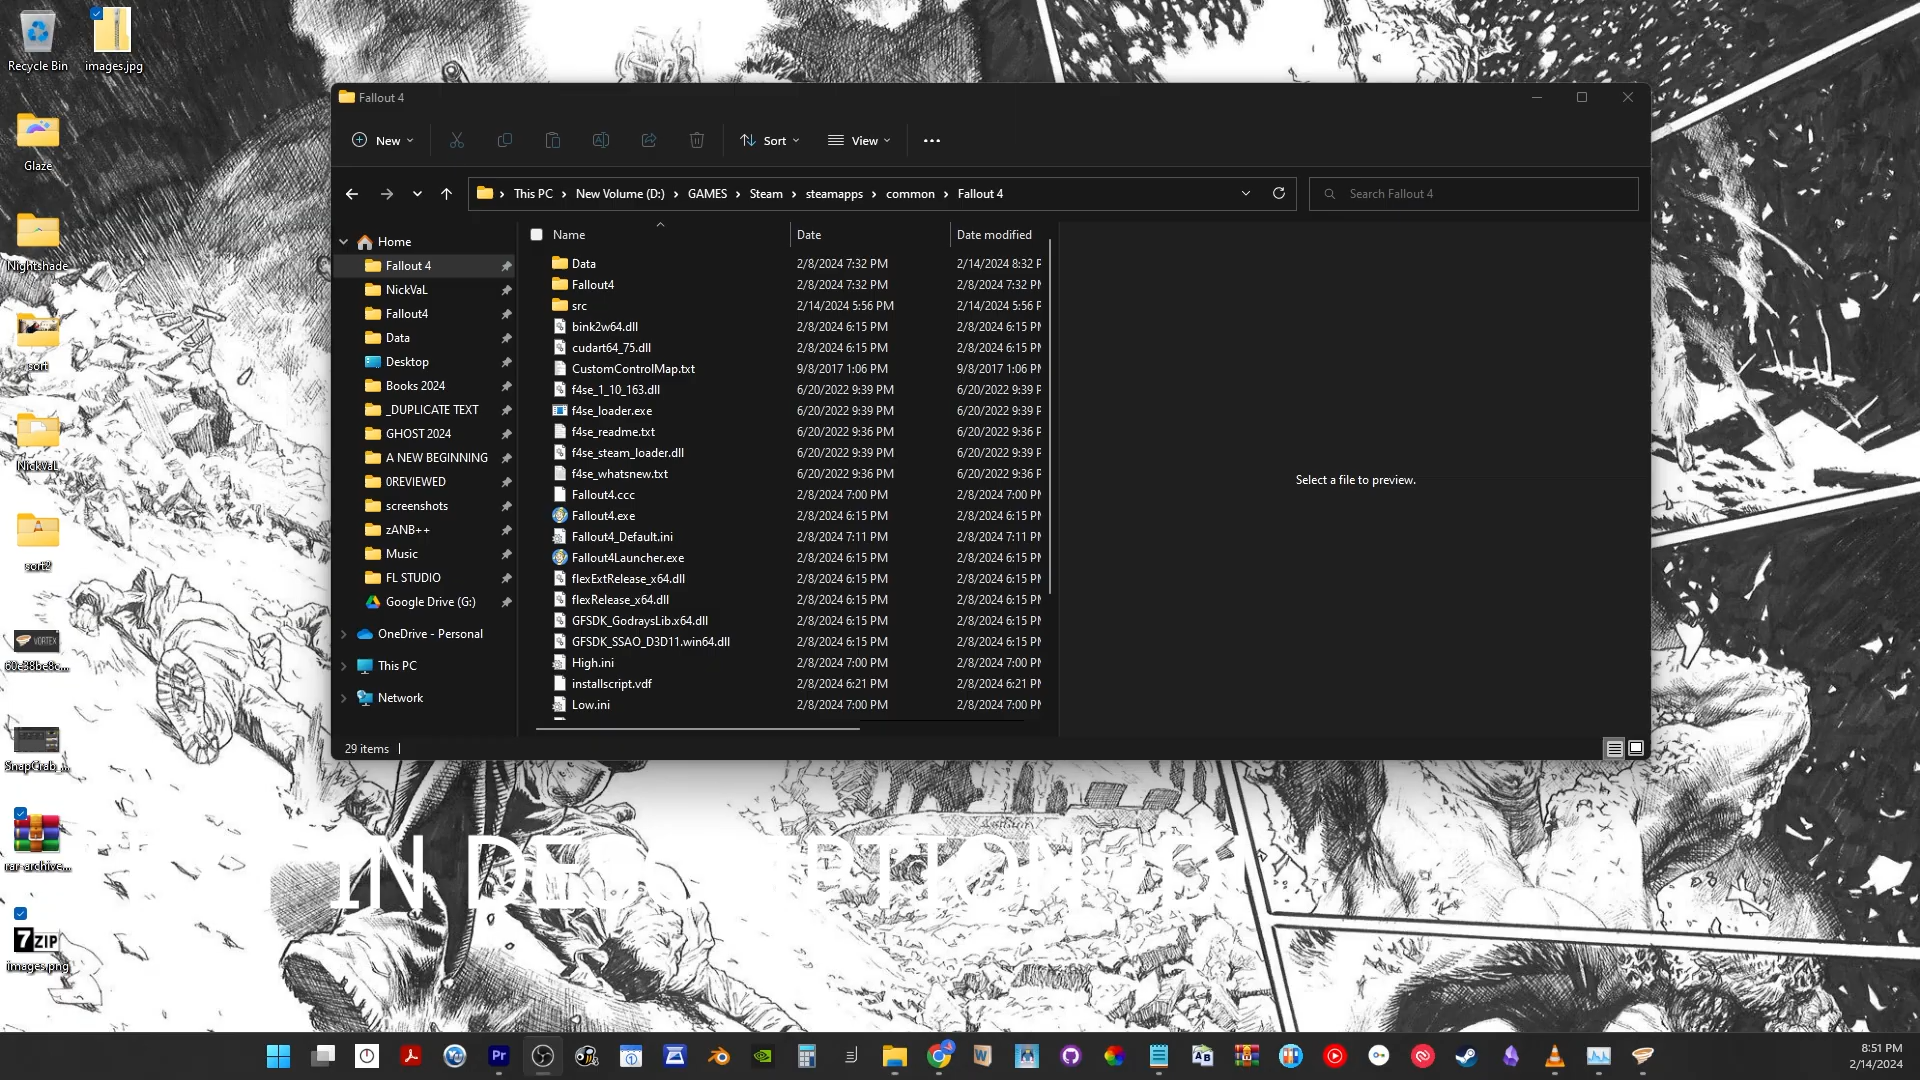 Recycle Bin
images.jpg
Glaze
Nightshade
sort
NickVaL
sort2
VORTEX
60e38be8c...
SnapCrab_...
rar-archive...
7ZIP
images.png
Fallout 4
New
Sort
View
This PC > New Volume (D:) > GAMES > Steam > steamapps > common > Fallout 4
Search Fallout 4
Home
Fallout 4
NickVaL
Fallout4
Data
Desktop
Books 2024
_DUPLICATE TEXT
GHOST 2024
A NEW BEGINNING
0REVIEWED
screenshots
zANB++
Music
FL STUDIO
Google Drive (G:)
OneDrive - Personal
This PC
Network
Name Date Date modified
Data 2/8/2024 7:32 PM 2/14/2024 8:32 P
Fallout4 2/8/2024 7:32 PM 2/8/2024 7:32 PM
src 2/14/2024 5:56 PM 2/14/2024 5:56 P
bink2w64.dll 2/8/2024 6:15 PM 2/8/2024 6:15 PM
cudart64_75.dll 2/8/2024 6:15 PM 2/8/2024 6:15 PM
CustomControlMap.txt 9/8/2017 1:06 PM 9/8/2017 1:06 PM
f4se_1_10_163.dll 6/20/2022 9:39 PM 6/20/2022 9:39 P
f4se_loader.exe 6/20/2022 9:39 PM 6/20/2022 9:39 P
f4se_readme.txt 6/20/2022 9:36 PM 6/20/2022 9:36 P
f4se_steam_loader.dll 6/20/2022 9:39 PM 6/20/2022 9:39 P
f4se_whatsnew.txt 6/20/2022 9:36 PM 6/20/2022 9:36 P
Fallout4.ccc 2/8/2024 7:00 PM 2/8/2024 7:00 PM
Fallout4.exe 2/8/2024 6:15 PM 2/8/2024 6:15 PM
Fallout4_Default.ini 2/8/2024 7:11 PM 2/8/2024 7:11 PM
Fallout4Launcher.exe 2/8/2024 6:15 PM 2/8/2024 6:15 PM
flexExtRelease_x64.dll 2/8/2024 6:15 PM 2/8/2024 6:15 PM
flexRelease_x64.dll 2/8/2024 6:15 PM 2/8/2024 6:15 PM
GFSDK_GodraysLib.x64.dll 2/8/2024 6:15 PM 2/8/2024 6:15 PM
GFSDK_SSAO_D3D11.win64.dll 2/8/2024 6:15 PM 2/8/2024 6:15 PM
High.ini 2/8/2024 7:00 PM 2/8/2024 7:00 PM
installscript.vdf 2/8/2024 6:21 PM 2/8/2024 6:21 PM
Low.ini 2/8/2024 7:00 PM 2/8/2024 7:00 PM
Select a file to preview.
29 items
IN
8:51 PM
2/14/2024